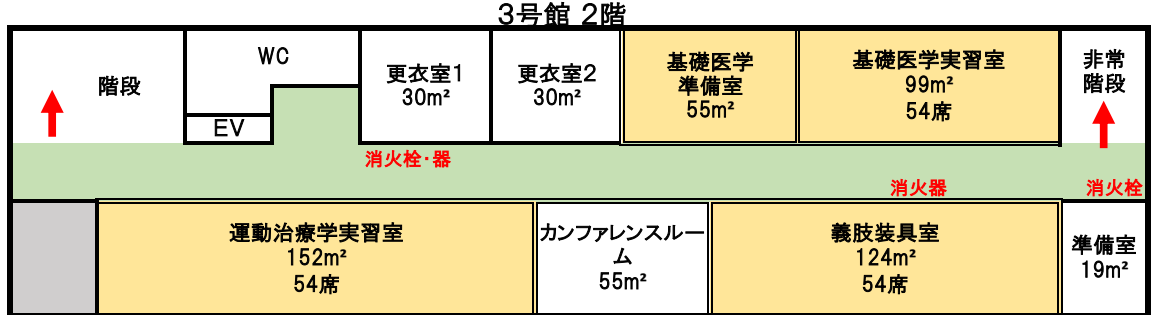 3号館 2階
階段
WC
EV
更衣室1
30m²
更衣室2
30m²
基礎医学
準備室
55m²
基礎医学実習室
99m²
54席
非常
階段
消火栓・器
消火器
消火栓
運動治療学実習室
152m²
54席
カンファレンスルー
ム
55m²
義肢装具室
124m²
54席
準備室
19m²